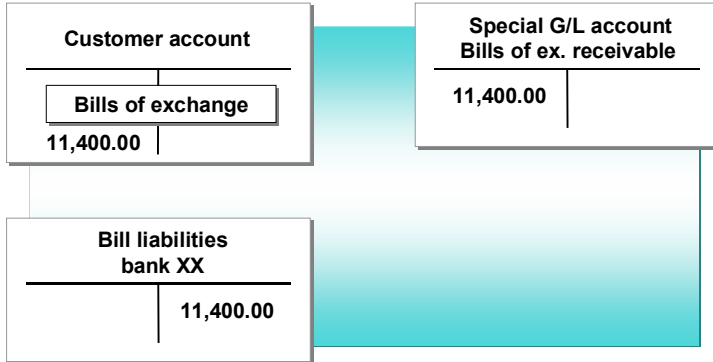 Customer account
Bills of exchange
11,400.00
Special G/L account
Bills of ex. receivable
11,400.00
Bill liabilities
bank XX
11,400.00